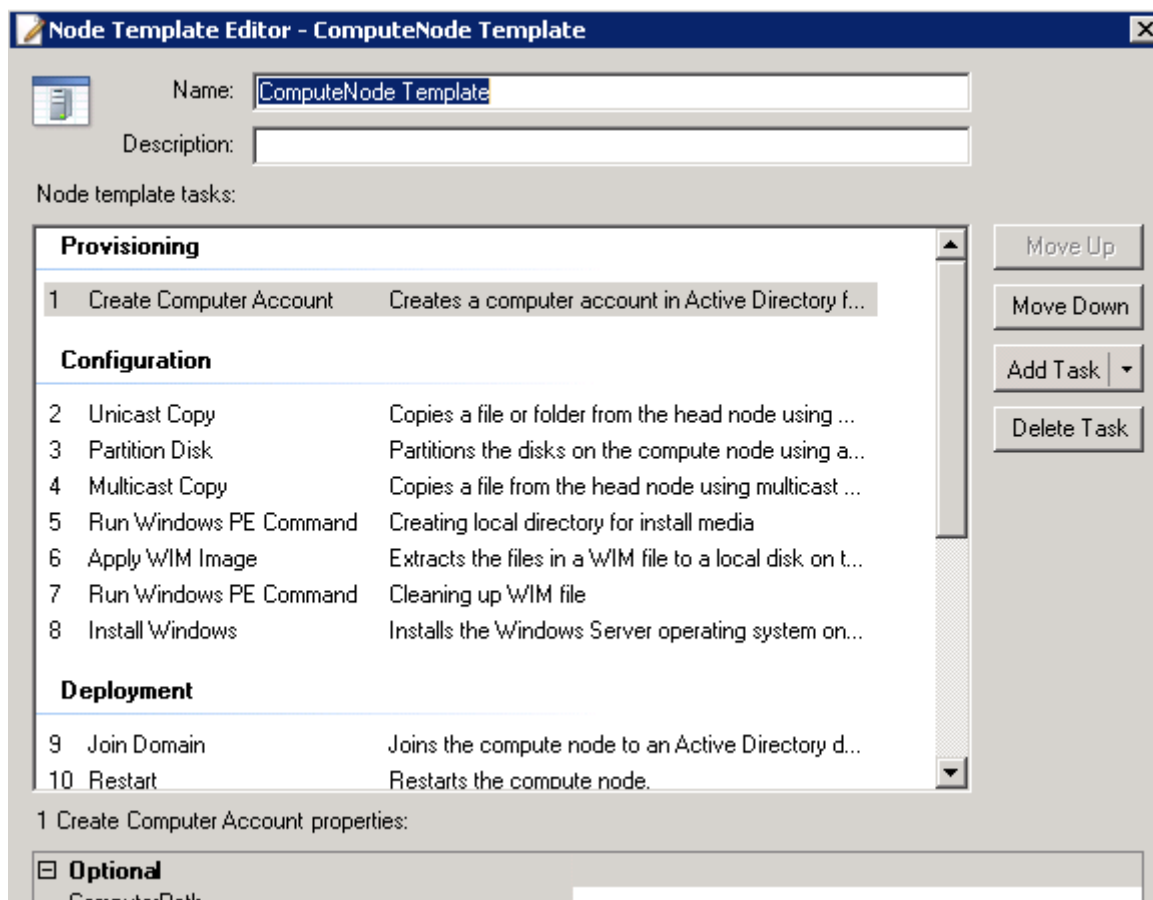 Node Template Editor - ComputeNode Template
Name: ComputeNode Template
Description:
Node template tasks:
Provisioning
1 Create Computer Account Creates a computer account in Active Directory f...
Configuration
2 Unicast Copy Copies a file or folder from the head node using ...
3 Partition Disk Partitions the disks on the compute node using a...
4 Multicast Copy Copies a file from the head node using multicast ...
5 Run Windows PE Command Creating local directory for install media
6 Apply WIM Image Extracts the files in a WIM file to a local disk on t...
7 Run Windows PE Command Cleaning up WIM file
8 Install Windows Installs the Windows Server operating system on...
Deployment
9 Join Domain Joins the compute node to an Active Directory d...
10 Restart Restarts the compute node.
Move Up
Move Down
Add Task
Delete Task
1 Create Computer Account properties:
Optional
ComputerPath